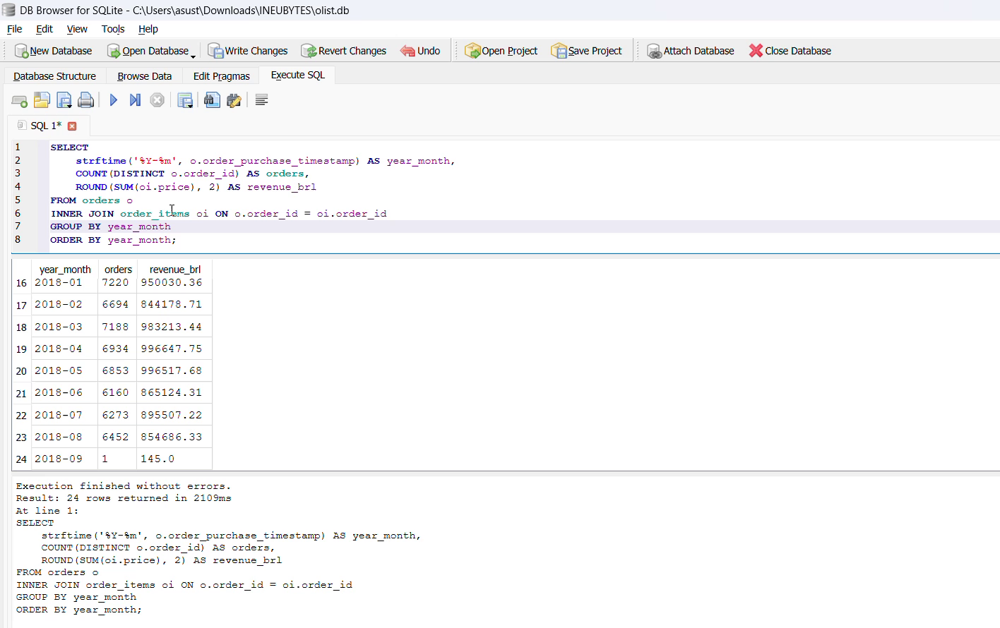 DB Browser for SQLite - C:\Users\asust\Downloads\INEUBYTES\olist.db
File Edit View Tools Help
New Database Open Database Write Changes Revert Changes Undo Open Project Save Project Attach Database Close Database
Database Structure Browse Data Edit Pragmas Execute SQL
SQL 1*
1 SELECT
2 strftime('%Y-%m', o.order_purchase_timestamp) AS year_month,
3 COUNT(DISTINCT o.order_id) AS orders,
4 ROUND(SUM(oi.price), 2) AS revenue_brl
5 FROM orders o
6 INNER JOIN order_items oi ON o.order_id = oi.order_id
7 GROUP BY year_month
8 ORDER BY year_month;
year_month orders revenue_brl
16 2018-01 7220 950030.36
17 2018-02 6694 844178.71
18 2018-03 7188 983213.44
19 2018-04 6934 996647.75
20 2018-05 6853 996517.68
21 2018-06 6160 865124.31
22 2018-07 6273 895507.22
23 2018-08 6452 854686.33
24 2018-09 1 145.0
Execution finished without errors.
Result: 24 rows returned in 2109ms
At line 1:
SELECT
strftime('%Y-%m', o.order_purchase_timestamp) AS year_month,
COUNT(DISTINCT o.order_id) AS orders,
ROUND(SUM(oi.price), 2) AS revenue_brl
FROM orders o
INNER JOIN order_items oi ON o.order_id = oi.order_id
GROUP BY year_month
ORDER BY year_month;